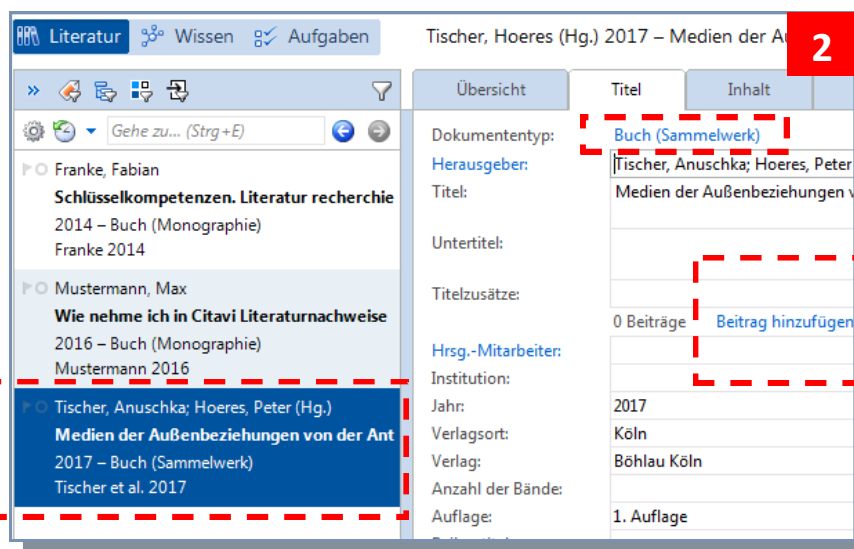 Literatur Wissen Aufgaben
Tischer, Hoeres (Hg.) 2017 – Medien der A
2
» 
Übersicht Titel Inhalt
Gehe zu... (Strg+E)
Franke, Fabian
Schlüsselkompetenzen. Literatur recherchie
2014 – Buch (Monographie)
Franke 2014
Mustermann, Max
Wie nehme ich in Citavi Literaturnachweise
2016 – Buch (Monographie)
Mustermann 2016
Tischer, Anuschka; Hoeres, Peter (Hg.)
Medien der Außenbeziehungen von der Ant
2017 – Buch (Sammelwerk)
Tischer et al. 2017
Dokumententyp: Buch (Sammelwerk)
Herausgeber: Tischer, Anuschka; Hoeres, Peter
Titel: Medien der Außenbeziehungen v
Untertitel:
Titelzusätze:
0 Beiträge Beitrag hinzufügen
Hrsg.-Mitarbeiter:
Institution:
Jahr: 2017
Verlagsort: Köln
Verlag: Böhlau Köln
Anzahl der Bände:
Auflage: 1. Auflage